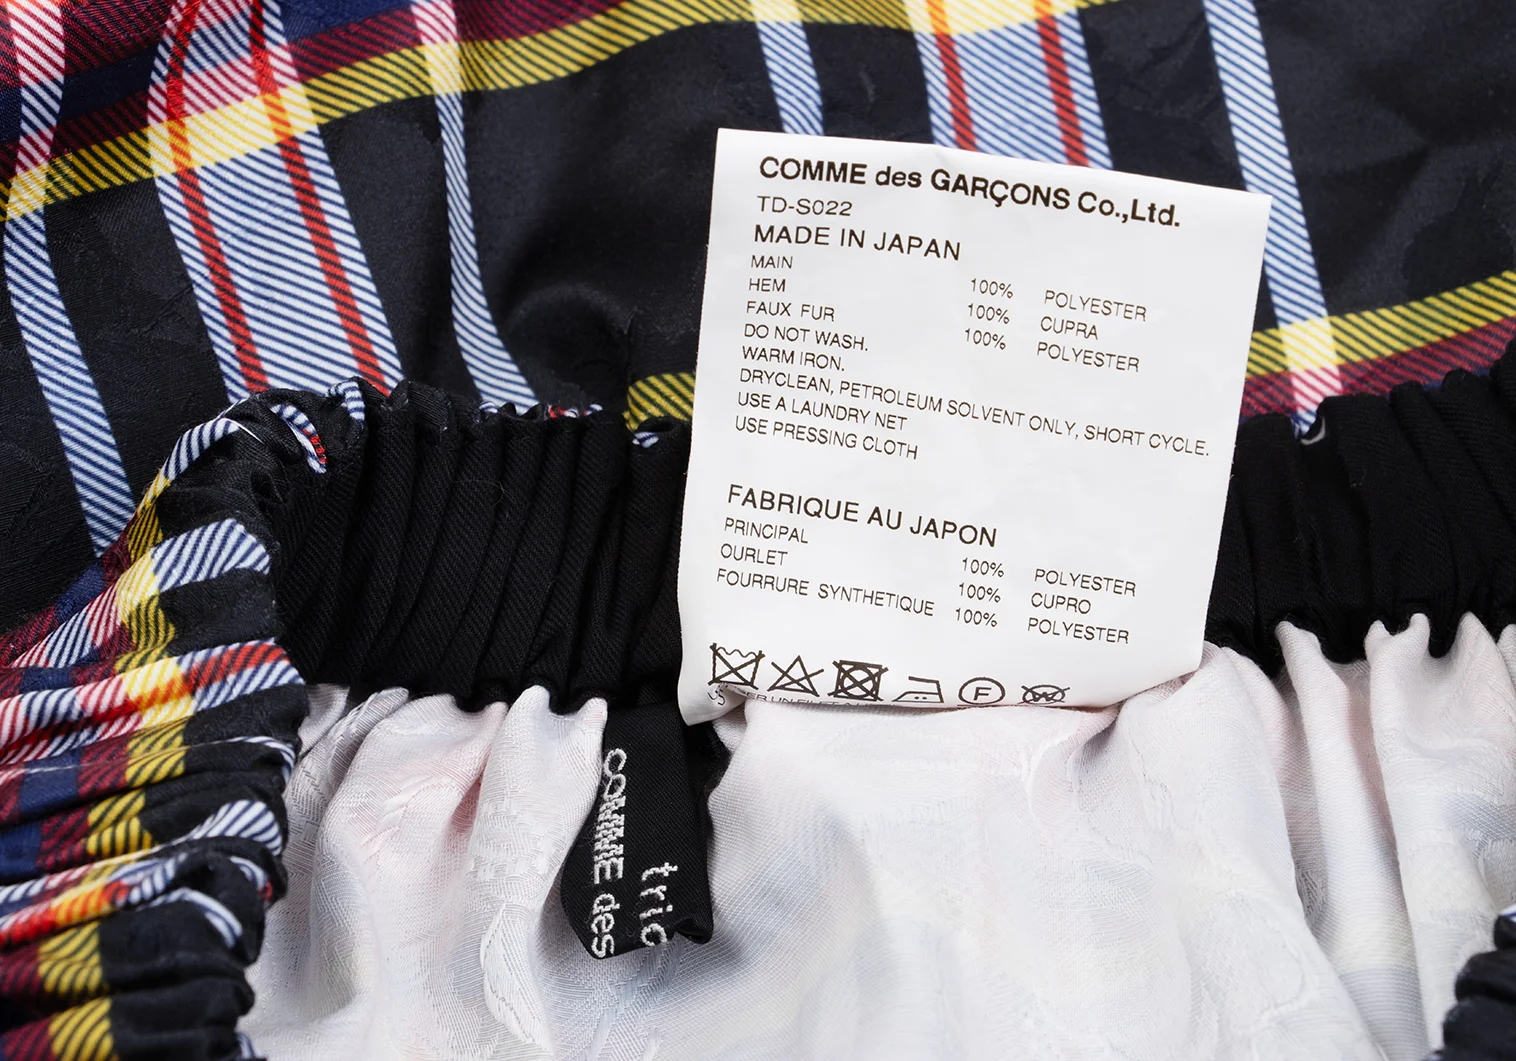 COMME des GARÇONS Co.,Ltd.
TD-S022
MADE IN JAPAN
MAIN 100% POLYESTER
HEM 100% CUPRA
FAUX FUR 100% POLYESTER
DO NOT WASH.
WARM IRON.
DRYCLEAN, PETROLEUM SOLVENT ONLY, SHORT CYCLE.
USE A LAUNDRY NET
USE PRESSING CLOTH
FABRIQUE AU JAPON
PRINCIPAL 100% POLYESTER
OURLET 100% CUPRO
FOURRURE SYNTHETIQUE 100% POLYESTER
F
W
tric
COMME des